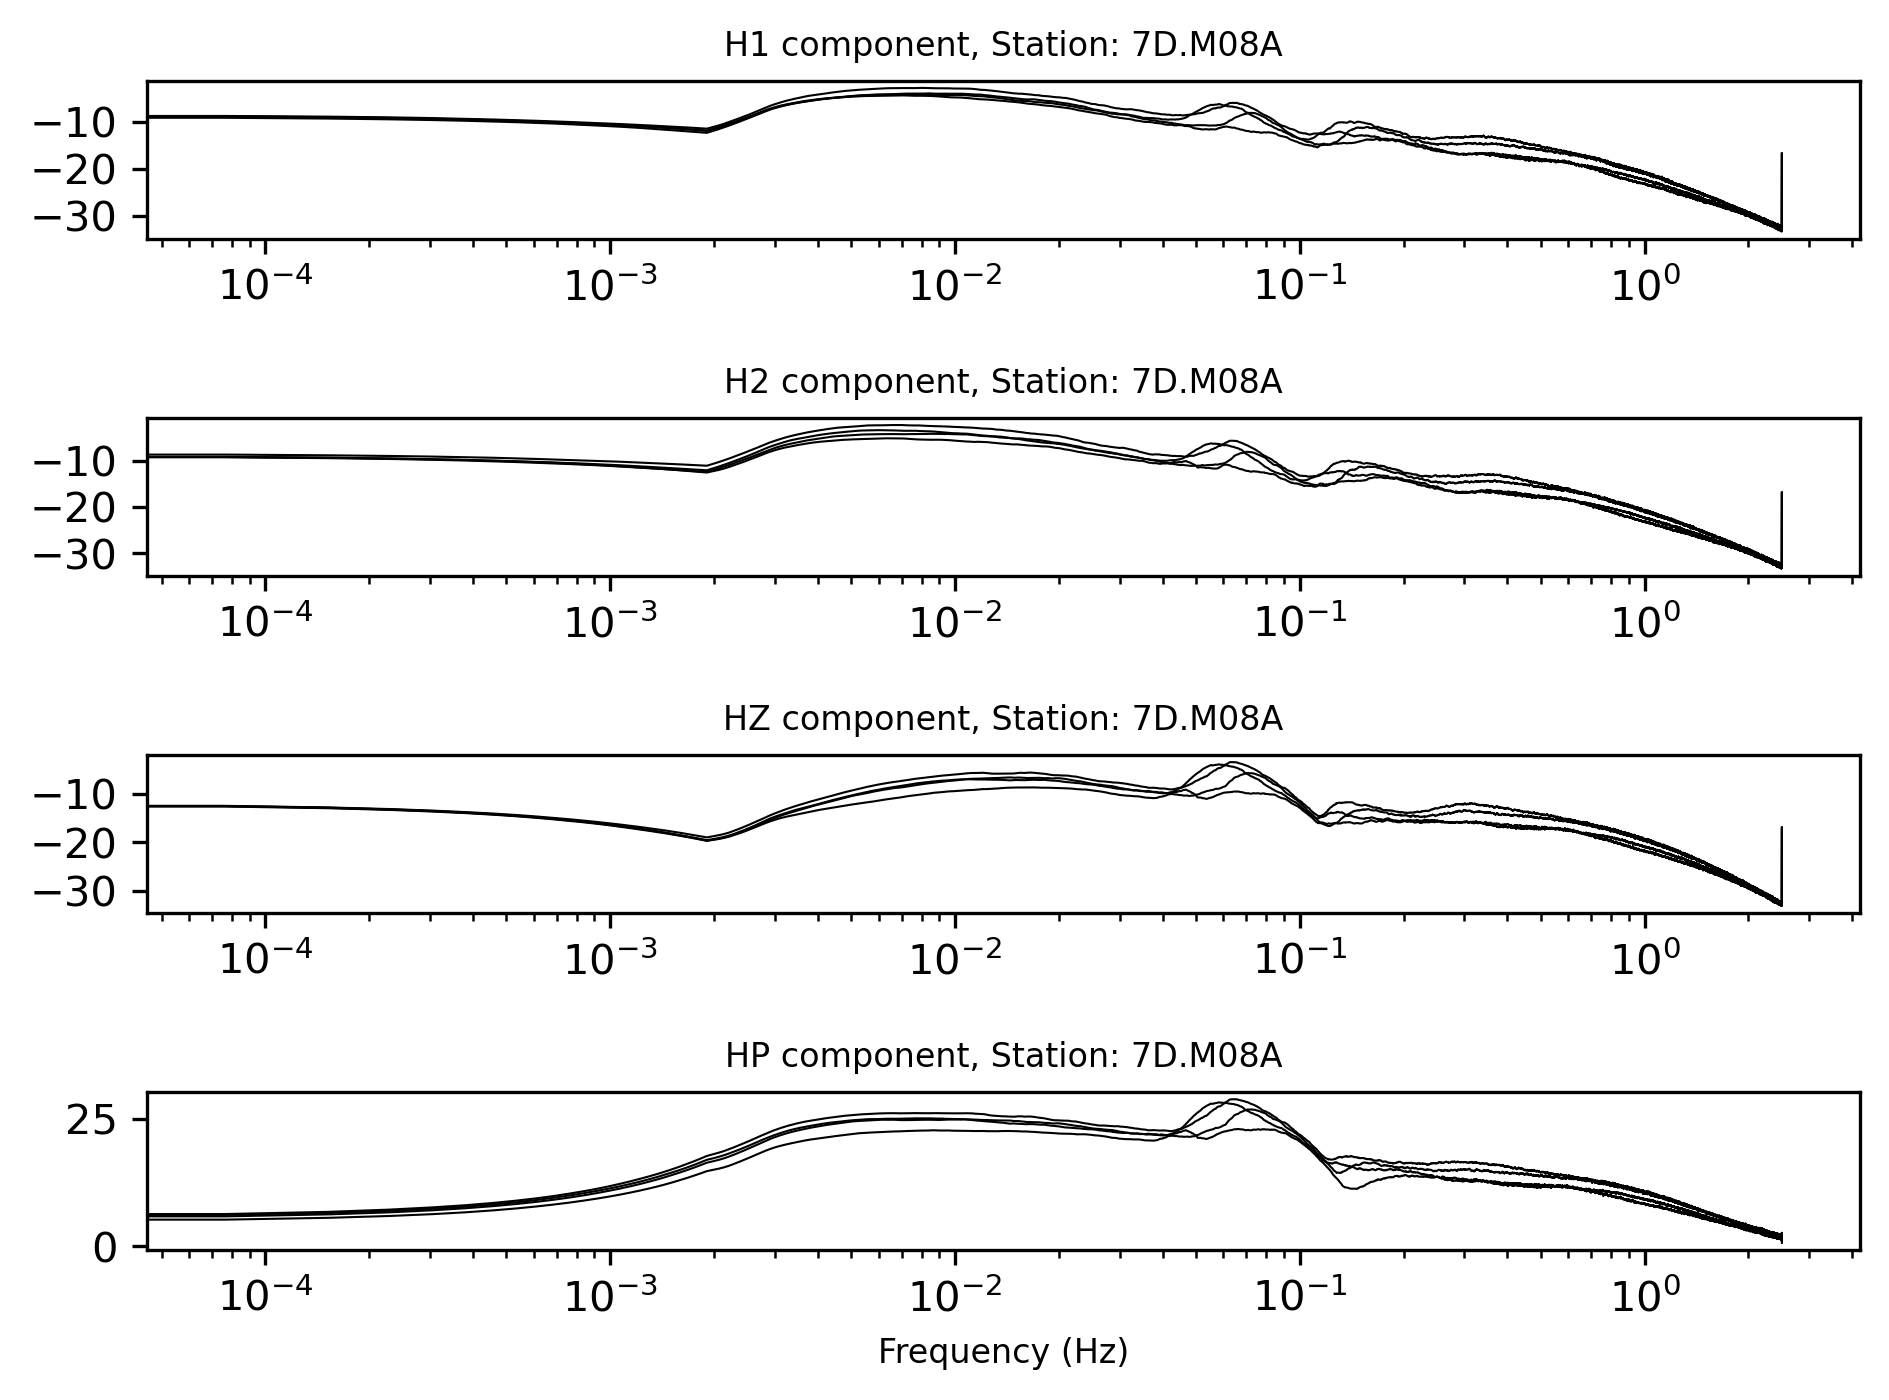 H1 component, Station: 7D.M08A
−10
−20
−30
10⁻⁴ 10⁻³ 10⁻² 10⁻¹ 10⁰
H2 component, Station: 7D.M08A
−10
−20
−30
10⁻⁴ 10⁻³ 10⁻² 10⁻¹ 10⁰
HZ component, Station: 7D.M08A
−10
−20
−30
10⁻⁴ 10⁻³ 10⁻² 10⁻¹ 10⁰
HP component, Station: 7D.M08A
25
0
10⁻⁴ 10⁻³ 10⁻² 10⁻¹ 10⁰
Frequency (Hz)